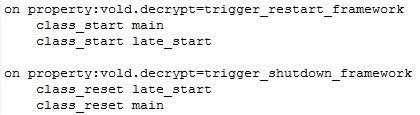 on property:vold.decrypt=trigger_restart_framework
    class_start main
    class_start late_start

on property:vold.decrypt=trigger_shutdown_framework
    class_reset late_start
    class_reset main